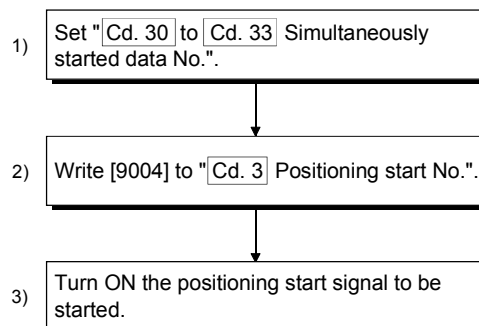 1) Set "Cd. 30 to Cd. 33 Simultaneously
started data No.".
2) Write [9004] to "Cd. 3 Positioning start No.".
3) Turn ON the positioning start signal to be
started.